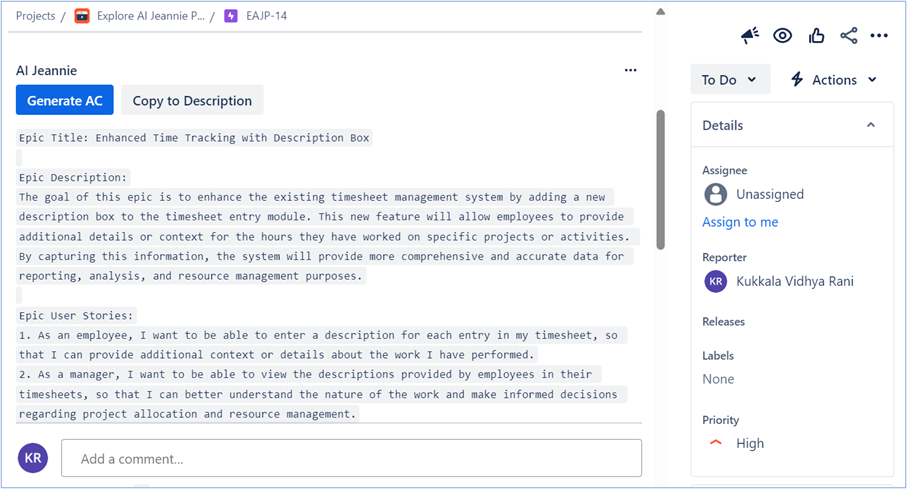 Projects / Explore AI Jeannie P... / EAJP-14
AI Jeannie
Generate AC
Copy to Description
Epic Title: Enhanced Time Tracking with Description Box
Epic Description:
The goal of this epic is to enhance the existing timesheet management system by adding a new
description box to the timesheet entry module. This new feature will allow employees to provide
additional details or context for the hours they have worked on specific projects or activities.
By capturing this information, the system will provide more comprehensive and accurate data for
reporting, analysis, and resource management purposes.
Epic User Stories:
1. As an employee, I want to be able to enter a description for each entry in my timesheet, so
that I can provide additional context or details about the work I have performed.
2. As a manager, I want to be able to view the descriptions provided by employees in their
timesheets, so that I can better understand the nature of the work and make informed decisions
regarding project allocation and resource management.
KR
Add a comment...
To Do
Actions
Details
Assignee
Unassigned
Assign to me
Reporter
KR Kukkala Vidhya Rani
Releases
Labels
None
Priority
High